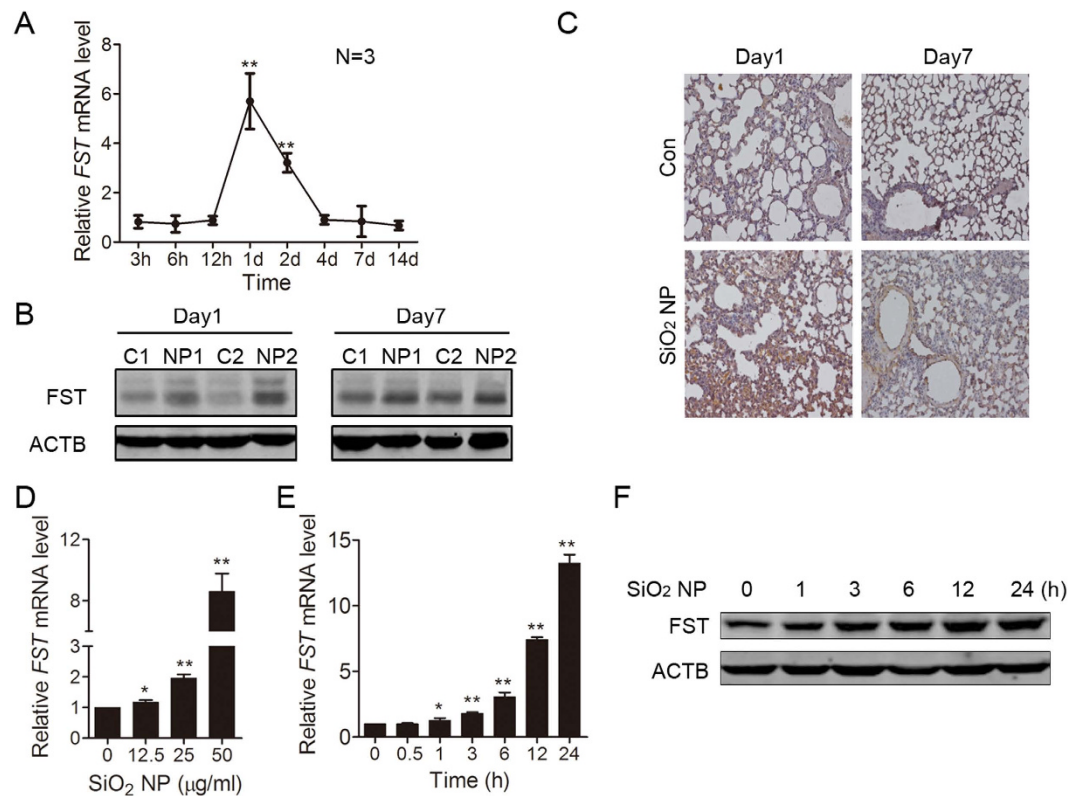 A
Relative FST mRNA level
8
6
4
2
0
N=3
**
**
3h 6h 12h 1d 2d 4d 7d 14d
Time
B
Day1 Day7
C1 NP1 C2 NP2 C1 NP1 C2 NP2
FST
ACTB
C
Day1 Day7
Con
SiO₂ NP
D
Relative FST mRNA level
12
8
4
3
2
1
0
* ** **
0 12.5 25 50
SiO₂ NP (μg/ml)
E
Relative FST mRNA level
15
10
5
0
* ** ** ** **
0 0.5 1 3 6 12 24
Time (h)
F
SiO₂ NP 0 1 3 6 12 24 (h)
FST
ACTB